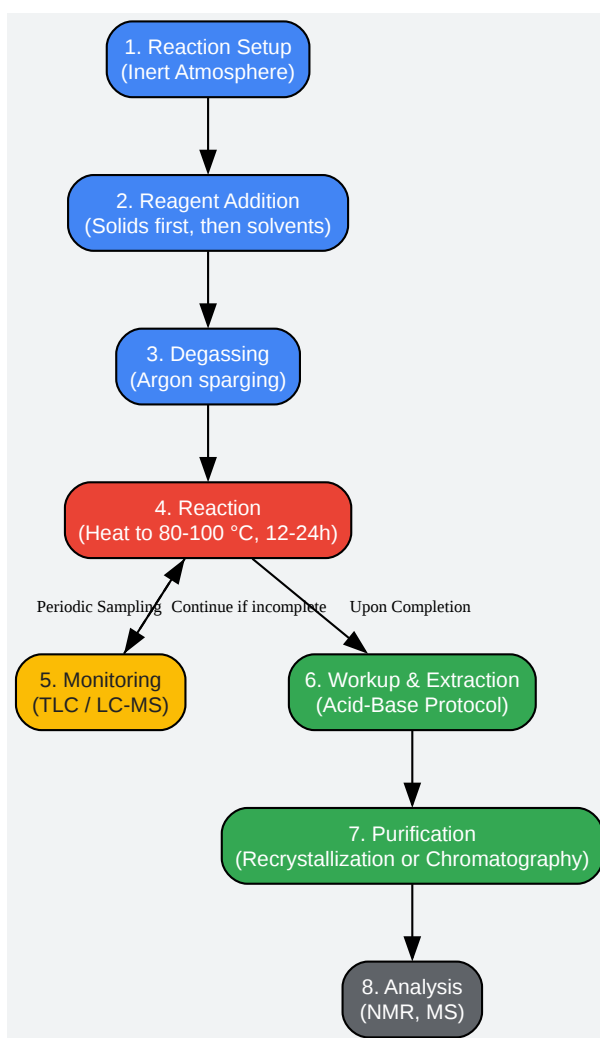 1. Reaction Setup
(Inert Atmosphere)
2. Reagent Addition
(Solids first, then solvents)
3. Degassing
(Argon sparging)
4. Reaction
(Heat to 80-100 °C, 12-24h)
Periodic Sampling
Continue if incomplete
Upon Completion
5. Monitoring
(TLC / LC-MS)
6. Workup & Extraction
(Acid-Base Protocol)
7. Purification
(Recrystallization or Chromatography)
8. Analysis
(NMR, MS)